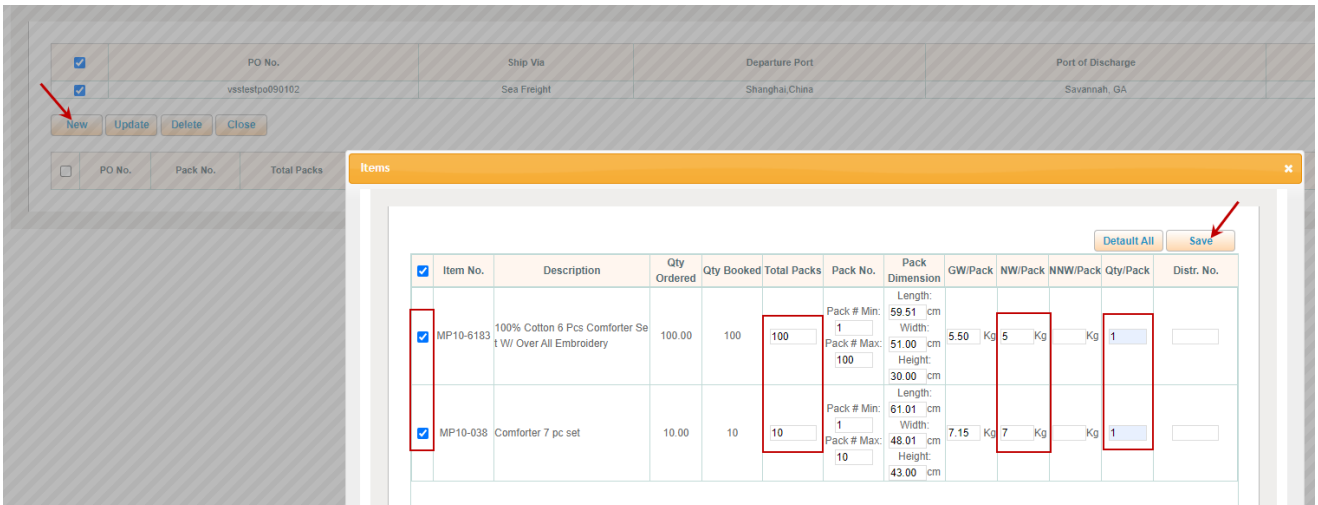 PO No. Ship Via Departure Port Port of Discharge
vsstestpo090102 Sea Freight Shanghai,China Savannah, GA
New Update Delete Close
PO No. Pack No. Total Packs
Items
Detault All Save
Item No. Description Qty Ordered Qty Booked Total Packs Pack No. Pack Dimension GW/Pack NW/Pack NNW/Pack Qty/Pack Distr. No.
MP10-6183
100% Cotton 6 Pcs Comforter Se
t W/ Over All Embroidery
100.00
100
100
Pack # Min:
1
Pack # Max:
100
Length:
59.51 cm
Width:
51.00 cm
Height:
30.00 cm
5.50 Kg
5 Kg
Kg
1
MP10-038
Comforter 7 pc set
10.00
10
10
Pack # Min:
1
Pack # Max:
10
Length:
61.01 cm
Width:
48.01 cm
Height:
43.00 cm
7.15 Kg
7 Kg
Kg
1